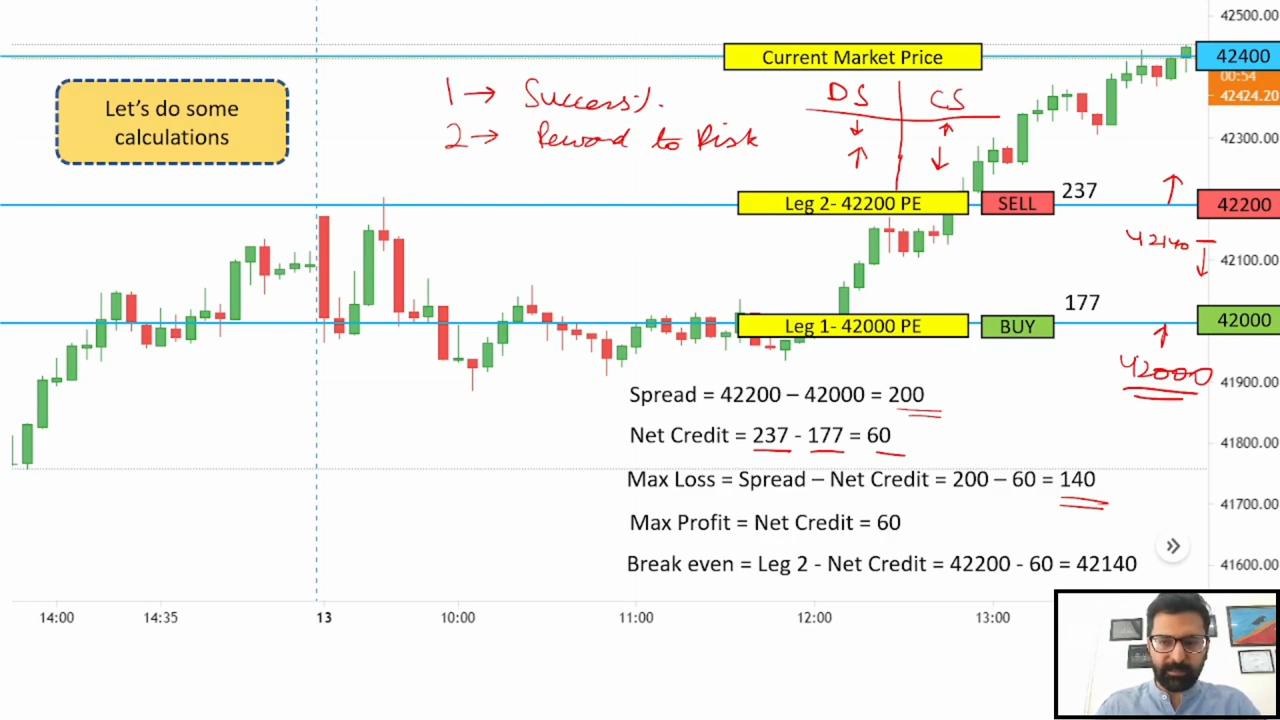 42500.00
Current Market Price
42400
00:54
42424.20
Let's do some
calculations
1 → Success %.
2 → Reward to Risk
DS CS
42300.00
Leg 2- 42200 PE
SELL
237
42200
42140
42100.00
177
Leg 1- 42000 PE
BUY
42000
42000
Spread = 42200 – 42000 = 200
41900.00
Net Credit = 237 - 177 = 60
41800.00
Max Loss = Spread – Net Credit = 200 – 60 = 140
41700.00
Max Profit = Net Credit = 60
Break even = Leg 2 - Net Credit = 42200 - 60 = 42140
41600.00
14:00 14:35 13 10:00 11:00 12:00 13:00